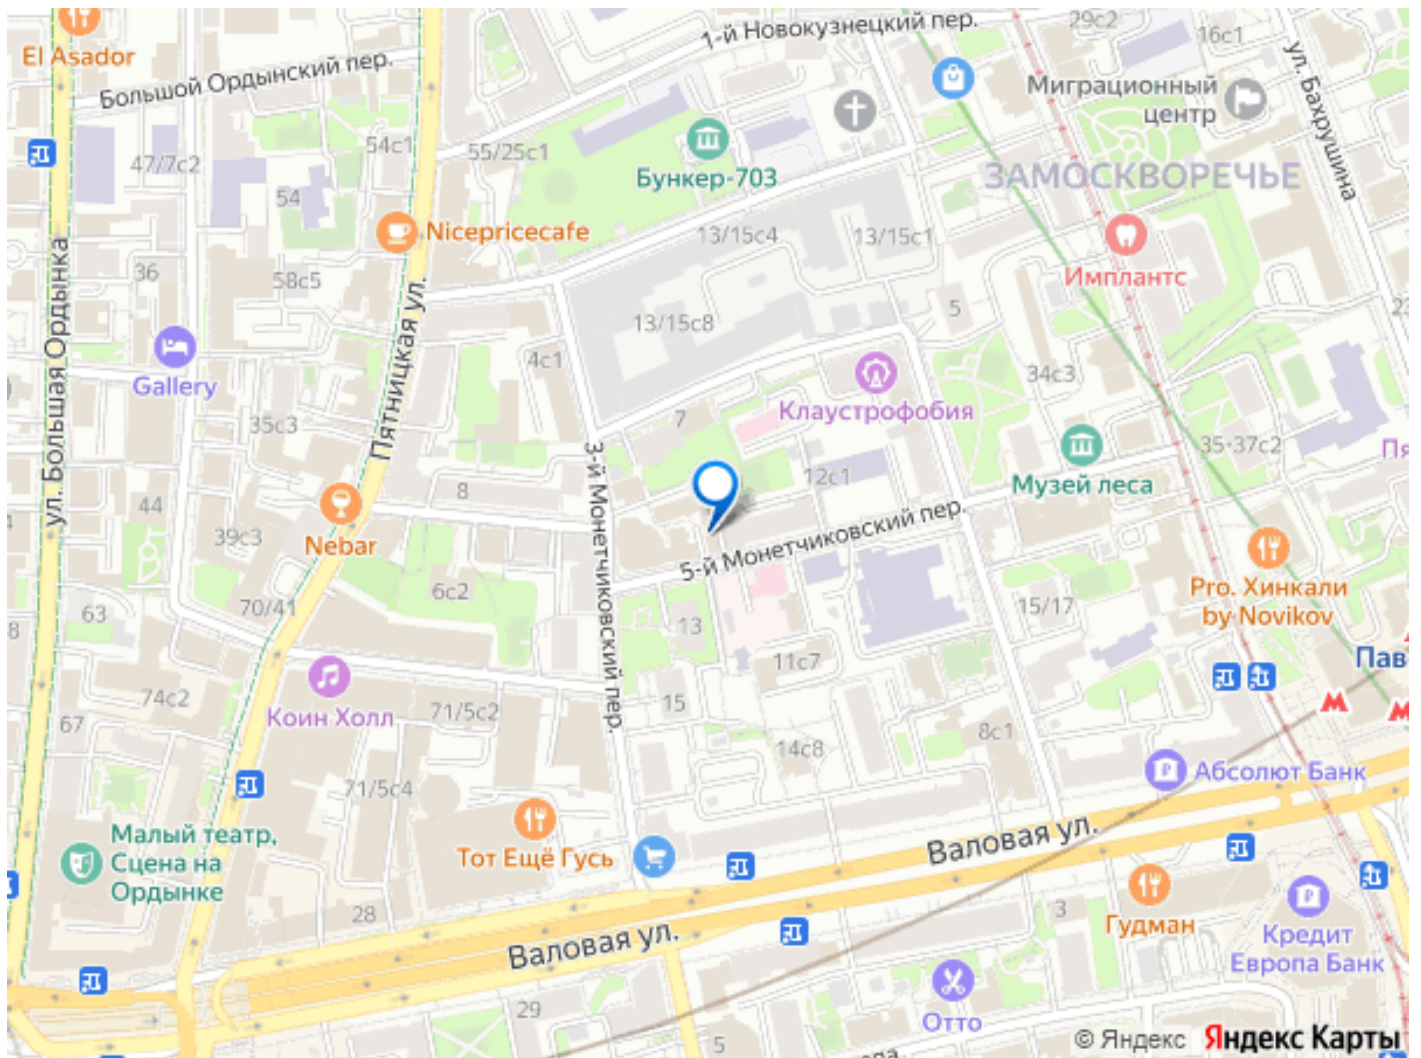 1-й Новокузнецкий пер.
29с2
16с1
El Asador
Большой Ордынский пер.
ул. Бахрушина
Миграционный
центр
54с1
47/7с2
55/25с1
Бункер-703
ЗАМОСКВОРЕЧЬЕ
54
Nicepricecafe
13/15с4
13/15с1
36
58с5
Имплантс
ул. Большая Ордынка
Пятницкая ул.
5
13/15с8
4с1
Gallery
34с3
Клаустрофобия
7
35с3
3-й Монетчиковский пер.
35-37с2
12с1
Музей леса
8
44
39с3
Nebar
5-й Монетчиковский пер.
Pro. Хинкали
by Novikov
6с2
70/41
15/17
63
13
8
11с7
Пав
74с2
15
Коин Холл
71/5с2
67
8с1
14с8
Абсолют Банк
71/5с4
Малый театр,
Сцена на
Ордынке
Тот Ещё Гусь
Валовая ул.
28
3
Гудман
Валовая ул.
Кредит
Европа Банк
29
Отто
5
© Яндекс Яндекс Карты